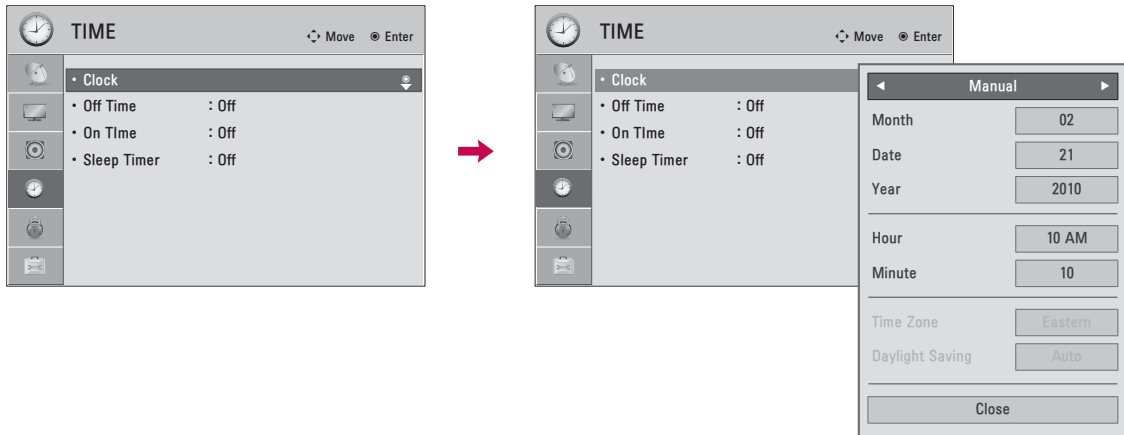 TIME Move Enter
• Clock
• Off Time : Off
• On TIme : Off
• Sleep Timer : Off
TIME Move Enter
• Clock
• Off Time : Off
• On TIme : Off
• Sleep Timer : Off
◄ Manual ►
Month 02
Date 21
Year 2010
Hour 10 AM
Minute 10
Time Zone Eastern
Daylight Saving Auto
Close